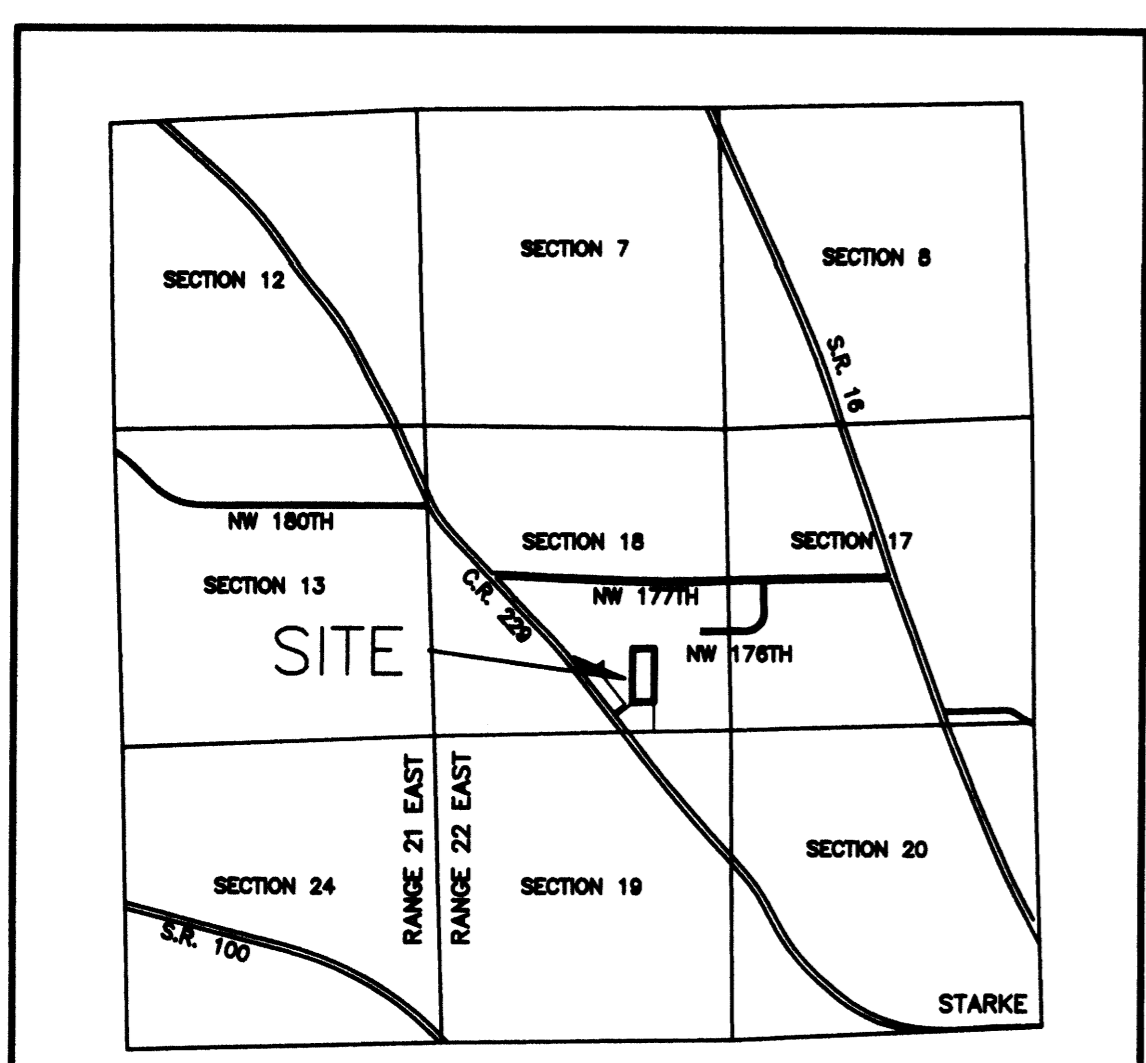 SECTION 7
SECTION 8
SECTION 12
S.R. 16
NW 180TH
SECTION 18
SECTION 17
SECTION 13
C.R. 229
NW 177TH
SITE
NW 176TH
RANGE 21 EAST
RANGE 22 EAST
SECTION 20
SECTION 24
SECTION 19
S.R. 100
STARKE